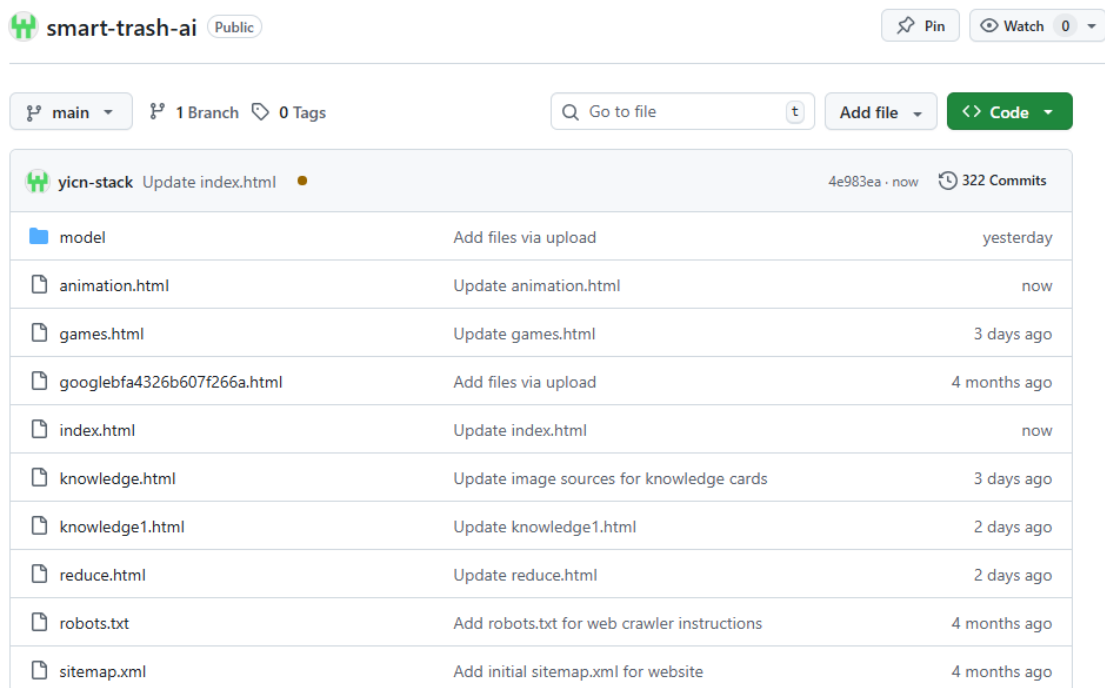 smart-trash-ai Public Pin Watch 0
main 1 Branch 0 Tags Go to file t Add file Code
yicn-stack Update index.html 4e983ea · now 322 Commits
model Add files via upload yesterday
animation.html Update animation.html now
games.html Update games.html 3 days ago
googlebfa4326b607f266a.html Add files via upload 4 months ago
index.html Update index.html now
knowledge.html Update image sources for knowledge cards 3 days ago
knowledge1.html Update knowledge1.html 2 days ago
reduce.html Update reduce.html 2 days ago
robots.txt Add robots.txt for web crawler instructions 4 months ago
sitemap.xml Add initial sitemap.xml for website 4 months ago